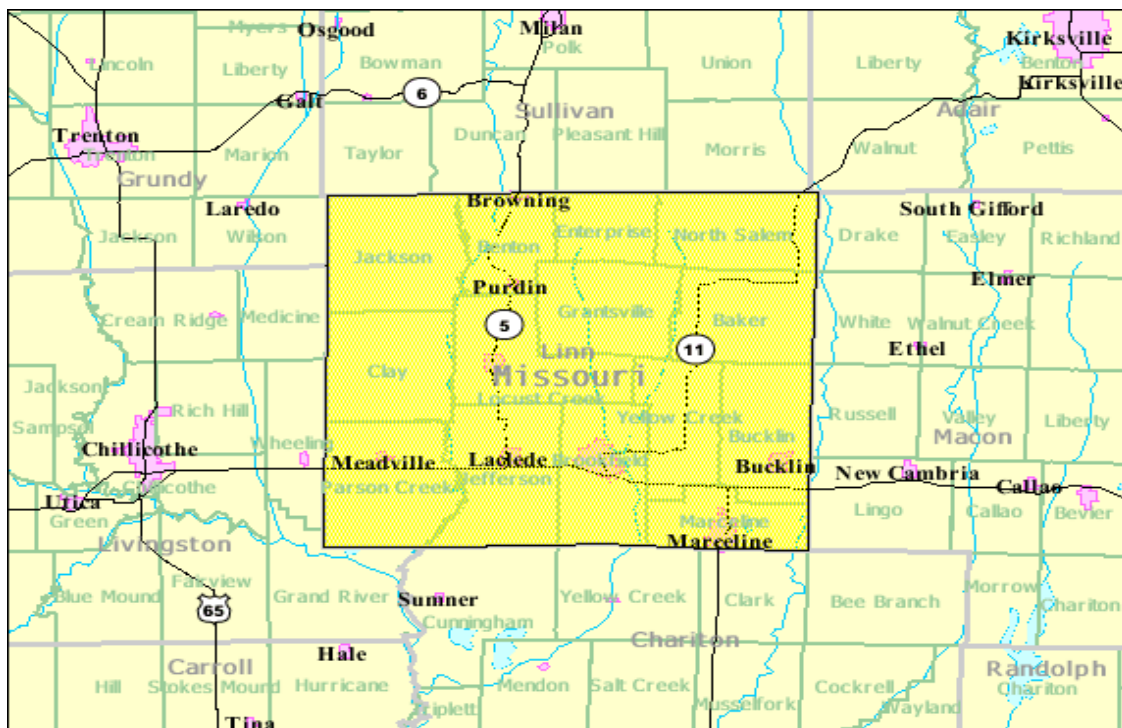 Myers
Osgood
Milan
Polk
Kirksville
Lincoln
Liberty
Bowman
Union
Liberty
Benton
Kirksville
Galt
6
Sullivan
Adair
Trenton
Trenton
Marion
Taylor
Duncan
Pleasant Hill
Morris
Walnut
Pettis
Grundy
Laredo
Browning
South Gifford
Jackson
Wilson
Jackson
Benton
Enterprise
North Salem
Drake
Easley
Richland
Purdin
Elmer
Cream Ridge
Medicine
Grantsville
Baker
White
Walnut Creek
5
11
Ethel
Linn
Missouri
Clay
Jackson
Locust Creek
Rich Hill
Yellow Creek
Russell
Valley
Liberty
Sampsel
Wheeling
Bucklin
Macon
Chillicothe
Meadville
Laclede
Brookfield
Bucklin
New Cambria
Parson Creek
Jefferson
Chillicothe
Callao
Utica
Green
Marceline
Lingo
Callao
Bevier
Livingston
Marceline
Fairview
Blue Mound
Grand River
Sumner
Yellow Creek
Clark
Bee Branch
Morrow
65
Chariton
Cunningham
Chariton
Hale
Carroll
Randolph
Hill
Stokes Mound
Hurricane
Mendon
Salt Creek
Cockrell
Chariton
Triplett
Musselfork
Wayland
Tina